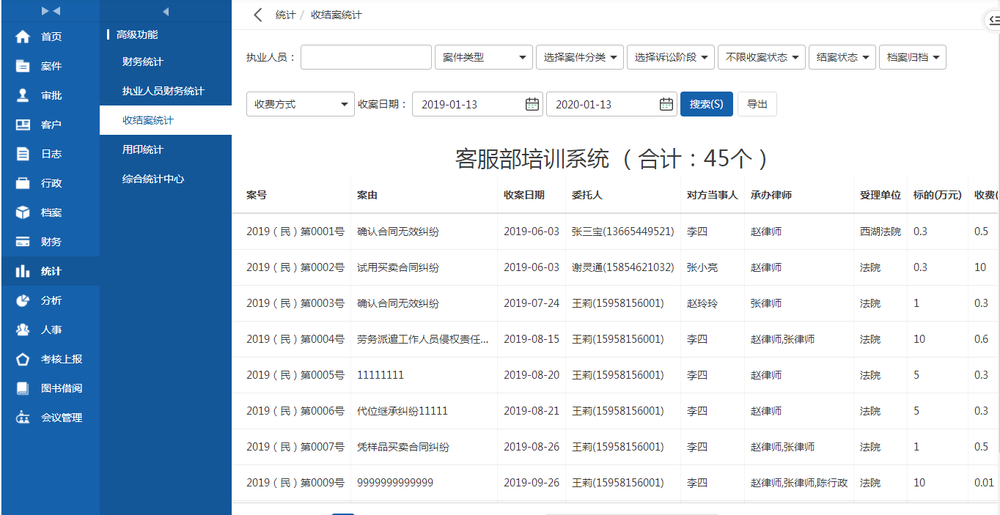 首页
案件
审批
客户
日志
行政
档案
财务
统计
分析
人事
考核上报
图书借阅
会议管理
高级功能
财务统计
执业人员财务统计
收结案统计
用印统计
综合统计中心
统计 / 收结案统计
执业人员： 案件类型 选择案件分类 选择诉讼阶段 不限收案状态 结案状态 档案归档
收费方式 收案日期： 2019-01-13 2020-01-13 搜索(S) 导出
客服部培训系统 （合计：45个）
案号 案由 收案日期 委托人 对方当事人 承办律师 受理单位 标的(万元) 收费(
2019（民）第0001号 确认合同无效纠纷 2019-06-03 张三宝(13665449521) 李四 赵律师 西湖法院 0.3 0.5
2019（民）第0002号 试用买卖合同纠纷 2019-06-03 谢灵通(15854621032) 张小亮 赵律师 法院 0.3 10
2019（民）第0003号 确认合同无效纠纷 2019-07-24 王莉(15958156001) 赵玲玲 张律师 法院 1 0.3
2019（民）第0004号 劳务派遣工作人员侵权责任... 2019-08-15 王莉(15958156001) 李四 赵律师,张律师 法院 10 0.6
2019（民）第0005号 11111111 2019-08-20 王莉(15958156001) 李四 赵律师 法院 5 0.3
2019（民）第0006号 代位继承纠纷11111 2019-08-21 王莉(15958156001) 李四 赵律师 法院 5 0.3
2019（民）第0007号 凭样品买卖合同纠纷 2019-08-26 王莉(15958156001) 李四 赵律师,张律师 法院 1 0.5
2019（民）第0009号 9999999999999 2019-09-26 王莉(15958156001) 李四 赵律师,张律师,陈行政 法院 10 0.01